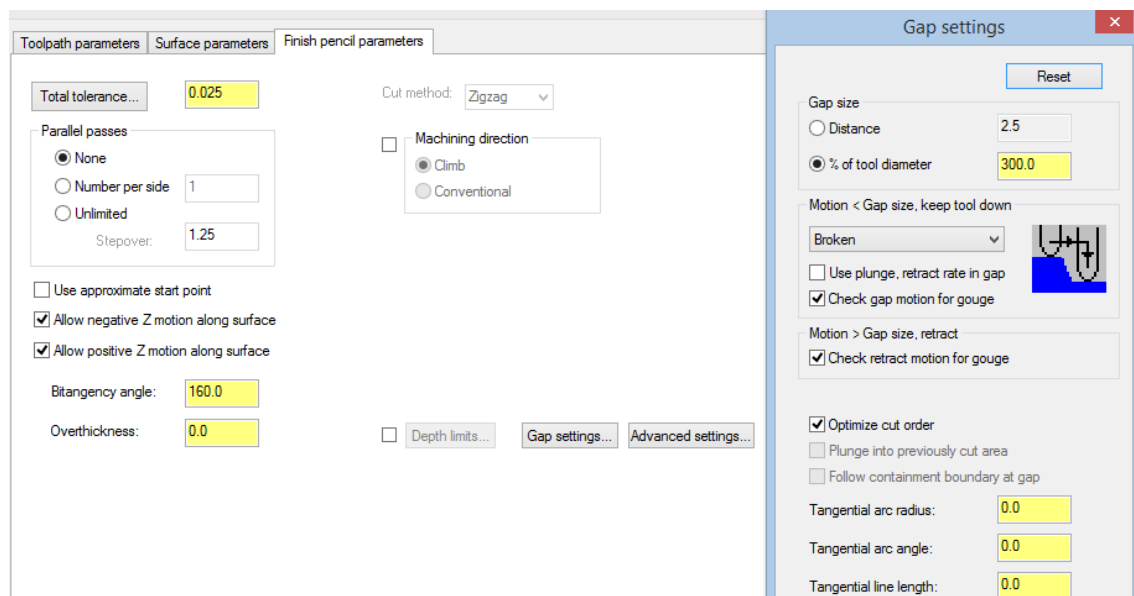 Toolpath parameters
Surface parameters
Finish pencil parameters
Total tolerance...
0.025
Cut method:
Zigzag
Parallel passes
None
Number per side
1
Unlimited
Stepover:
1.25
Machining direction
Climb
Conventional
Use approximate start point
Allow negative Z motion along surface
Allow positive Z motion along surface
Bitangency angle:
160.0
Overthickness:
0.0
Depth limits...
Gap settings...
Advanced settings...
Gap settings
Reset
Gap size
Distance
2.5
% of tool diameter
300.0
Motion < Gap size, keep tool down
Broken
Use plunge, retract rate in gap
Check gap motion for gouge
Motion > Gap size, retract
Check retract motion for gouge
Optimize cut order
Plunge into previously cut area
Follow containment boundary at gap
Tangential arc radius:
0.0
Tangential arc angle:
0.0
Tangential line length:
0.0